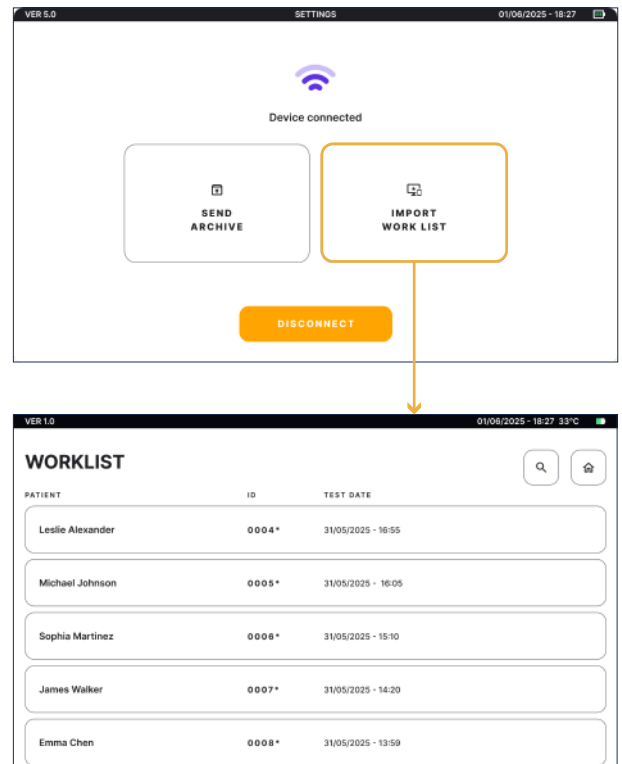 VER 5.0 SETTINGS 01/06/2025 - 18:27
Device connected
SEND
ARCHIVE
IMPORT
WORK LIST
DISCONNECT
VER 1.0 01/06/2025 - 18:27 33°C
WORKLIST
PATIENT ID TEST DATE
Leslie Alexander 0004* 31/05/2025 - 16:55
Michael Johnson 0005* 31/05/2025 - 16:05
Sophia Martinez 0006* 31/05/2025 - 15:10
James Walker 0007* 31/05/2025 - 14:20
Emma Chen 0008* 31/05/2025 - 13:59